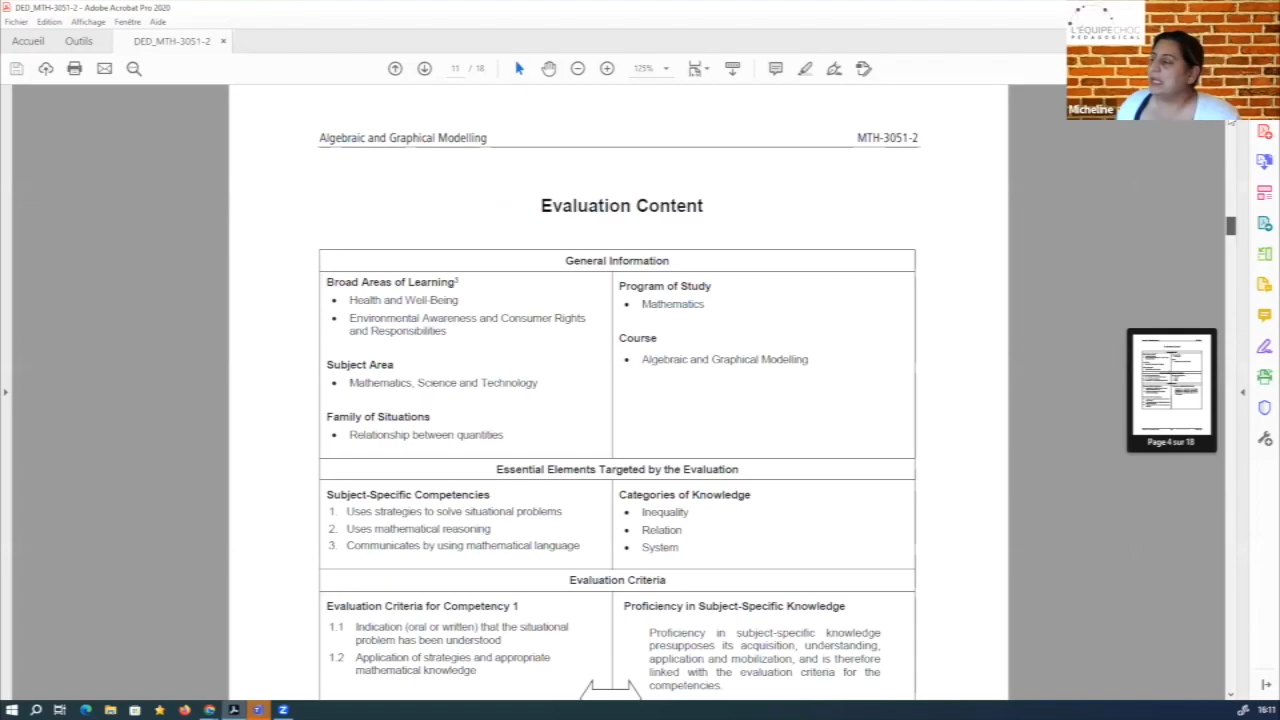 DED_MTH-3051-2 - Adobe Acrobat Pro 2020
Fichier Edition Affichage Fenêtre Aide
Accueil Outils DED_MTH-3051-2 ×
11 / 18 125%
L'ÉQUIPECHOC
PEDAGOGICAL
Micheline
Algebraic and Graphical Modelling MTH-3051-2
Evaluation Content
General Information
Broad Areas of Learning³
• Health and Well-Being
• Environmental Awareness and Consumer Rights
and Responsibilities
Subject Area
• Mathematics, Science and Technology
Family of Situations
• Relationship between quantities
Program of Study
• Mathematics
Course
• Algebraic and Graphical Modelling
Essential Elements Targeted by the Evaluation
Subject-Specific Competencies
1. Uses strategies to solve situational problems
2. Uses mathematical reasoning
3. Communicates by using mathematical language
Categories of Knowledge
• Inequality
• Relation
• System
Evaluation Criteria
Evaluation Criteria for Competency 1
1.1 Indication (oral or written) that the situational
problem has been understood
1.2 Application of strategies and appropriate
mathematical knowledge
Proficiency in Subject-Specific Knowledge
Proficiency in subject-specific knowledge
presupposes its acquisition, understanding,
application and mobilization, and is therefore
linked with the evaluation criteria for the
competencies.
Page 4 sur 18
16:11